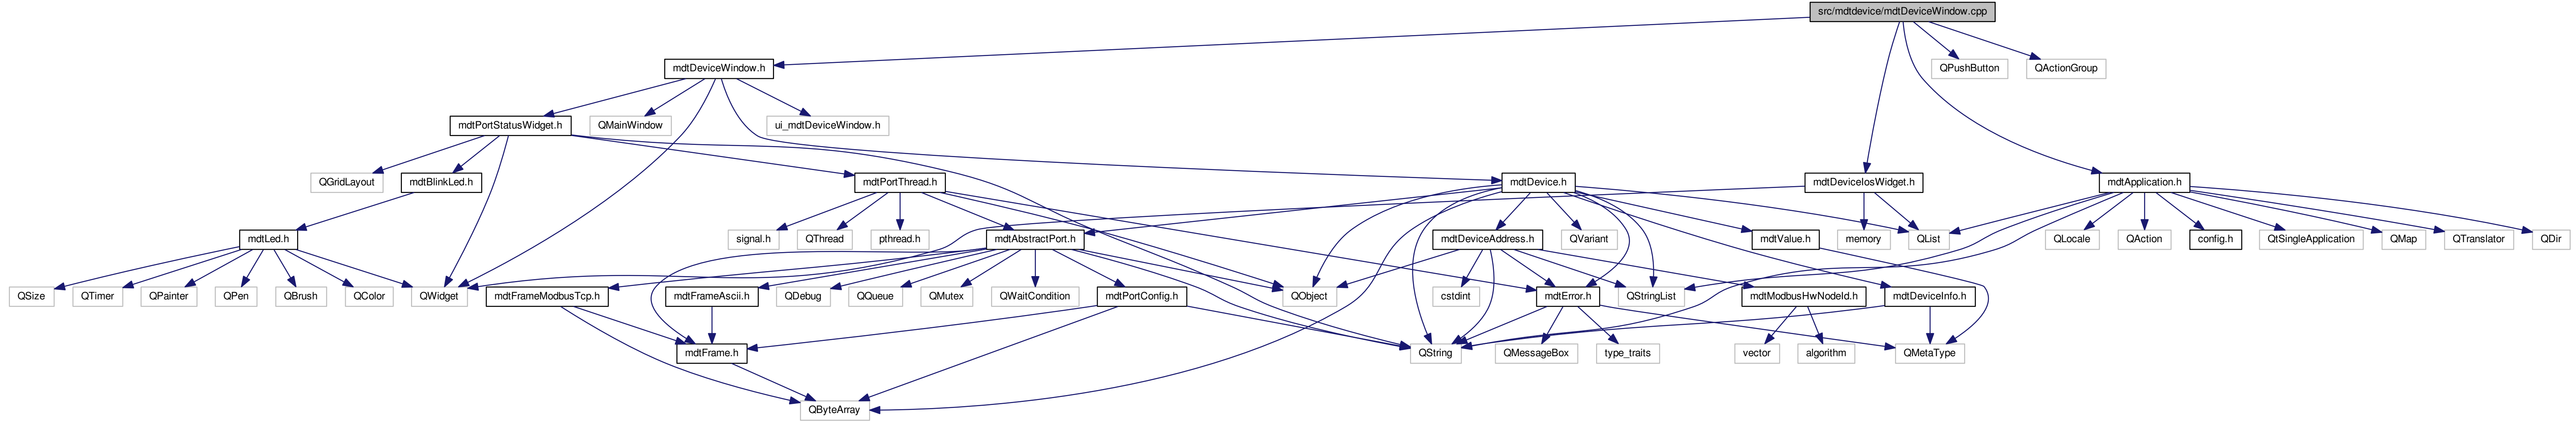 src/mdtdevice/mdtDeviceWindow.cpp
mdtDeviceWindow.h
QPushButton
QActionGroup
mdtPortStatusWidget.h
QMainWindow
ui_mdtDeviceWindow.h
QGridLayout
mdtBlinkLed.h
mdtPortThread.h
mdtDevice.h
mdtDeviceIosWidget.h
mdtApplication.h
mdtLed.h
signal.h
QThread
pthread.h
mdtAbstractPort.h
mdtDeviceAddress.h
QVariant
mdtValue.h
memory
QList
QLocale
QAction
config.h
QtSingleApplication
QMap
QTranslator
QDir
QSize
QTimer
QPainter
QPen
QBrush
QColor
QWidget
mdtFrameModbusTcp.h
mdtFrameAscii.h
QDebug
QQueue
QMutex
QWaitCondition
mdtPortConfig.h
QObject
cstdint
mdtError.h
QStringList
mdtModbusHwNodeId.h
mdtDeviceInfo.h
mdtFrame.h
QString
QMessageBox
type_traits
vector
algorithm
QMetaType
QByteArray